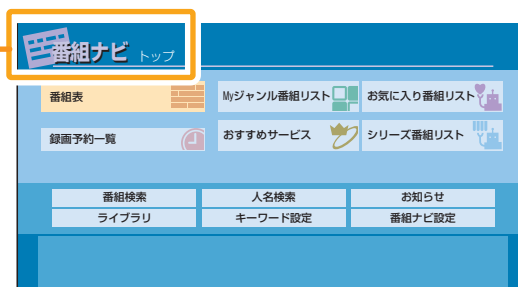 番組ナビ トップ
番組表 Myジャンル番組リスト お気に入り番組リスト
録画予約一覧 おすすめサービス シリーズ番組リスト
番組検索 人名検索 お知らせ
ライブラリ キーワード設定 番組ナビ設定